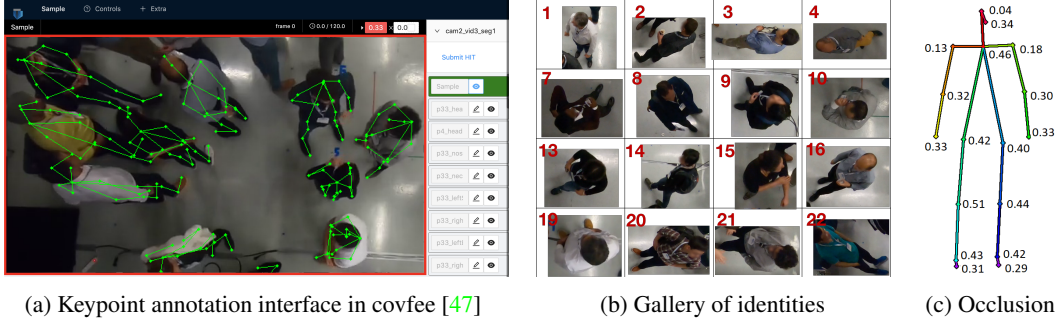 Sample
Controls
+ Extra
Sample
frame 0
0.0 / 120.0
0.33
×
0.0
cam2_vid3_seg1
Submit HIT
Sample
p33_hea
p4_head
p33_nos
p33_nec
p33_leftl
p33_righ
p33_leftl
p33_righ
1
2
3
4
7
8
9
10
13
14
15
16
19
20
21
22
0.04
0.34
0.13
0.46
0.18
0.32
0.30
0.33
0.33
0.42
0.40
0.51
0.44
0.43
0.42
0.31
0.29
(a) Keypoint annotation interface in covfee [47]
(b) Gallery of identities
(c) Occlusion